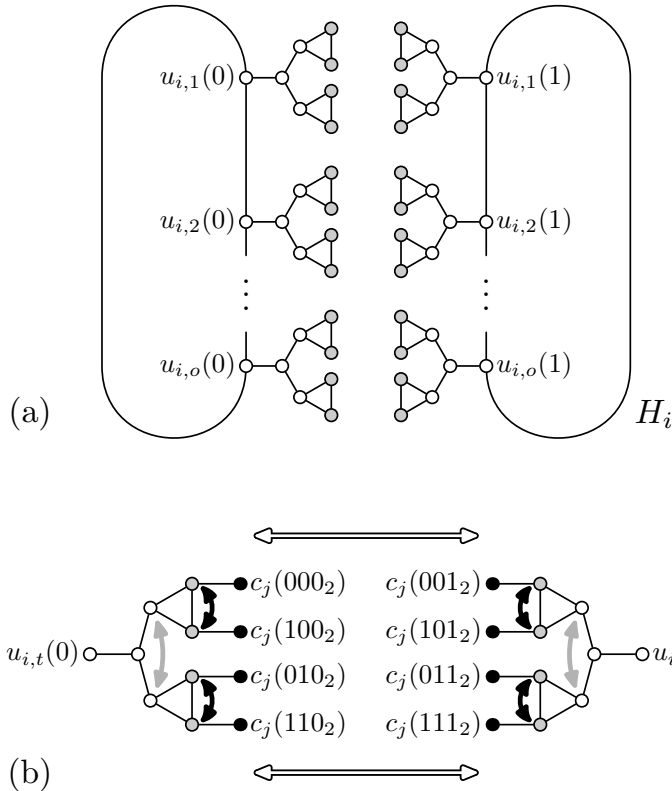 u_{i,1}(0) u_{i,1}(1)
u_{i,2}(0) u_{i,2}(1)
⋮ ⋮
u_{i,o}(0) u_{i,o}(1)
(a) H_i
c_j(000_2) c_j(001_2)
c_j(100_2) c_j(101_2)
u_{i,t}(0) u_i
c_j(010_2) c_j(011_2)
c_j(110_2) c_j(111_2)
(b)